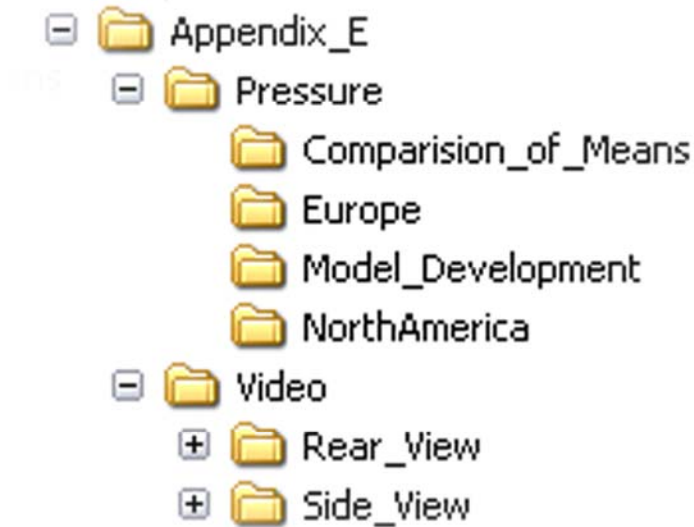 Appendix_E
Pressure
Comparision_of_Means
Europe
Model_Development
NorthAmerica
Video
Rear_View
Side_View